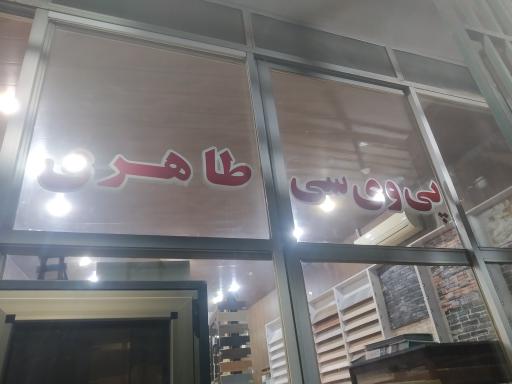 پی وی سی طاهری